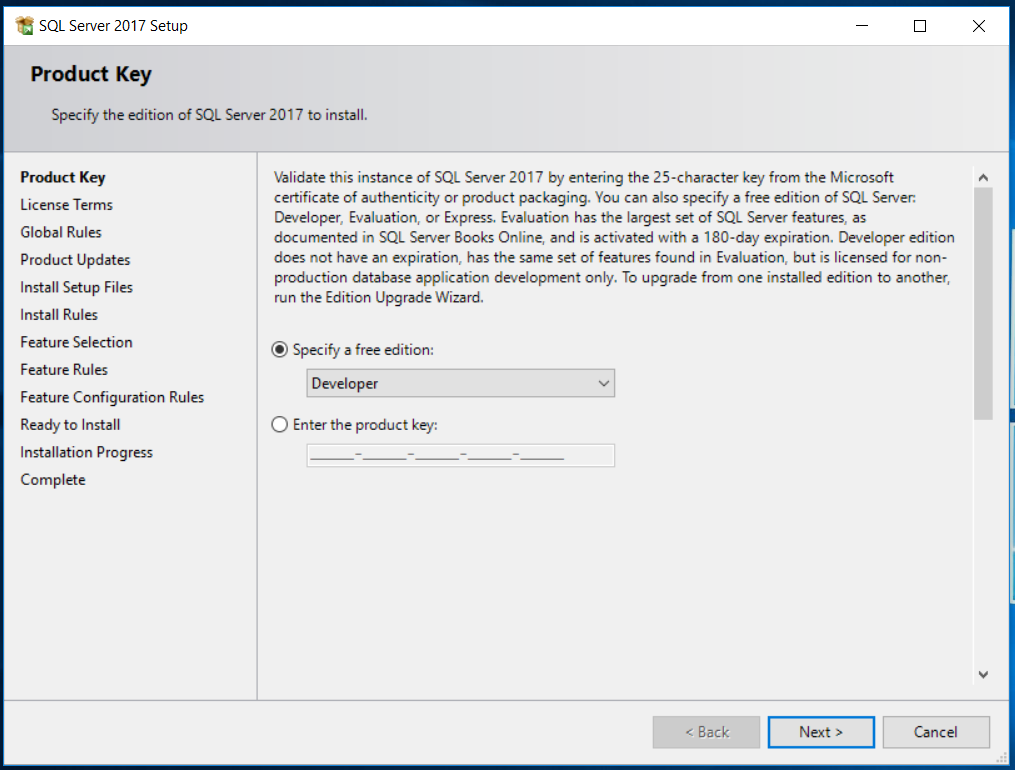 SQL Server 2017 Setup
Product Key
Specify the edition of SQL Server 2017 to install.
Product Key
License Terms
Global Rules
Product Updates
Install Setup Files
Install Rules
Feature Selection
Feature Rules
Feature Configuration Rules
Ready to Install
Installation Progress
Complete
Validate this instance of SQL Server 2017 by entering the 25-character key from the Microsoft
certificate of authenticity or product packaging. You can also specify a free edition of SQL Server:
Developer, Evaluation, or Express. Evaluation has the largest set of SQL Server features, as
documented in SQL Server Books Online, and is activated with a 180-day expiration. Developer edition
does not have an expiration, has the same set of features found in Evaluation, but is licensed for non-
production database application development only. To upgrade from one installed edition to another,
run the Edition Upgrade Wizard.
Specify a free edition:
Developer
Enter the product key:
_____-_____-_____-_____-_____
< Back
Next >
Cancel